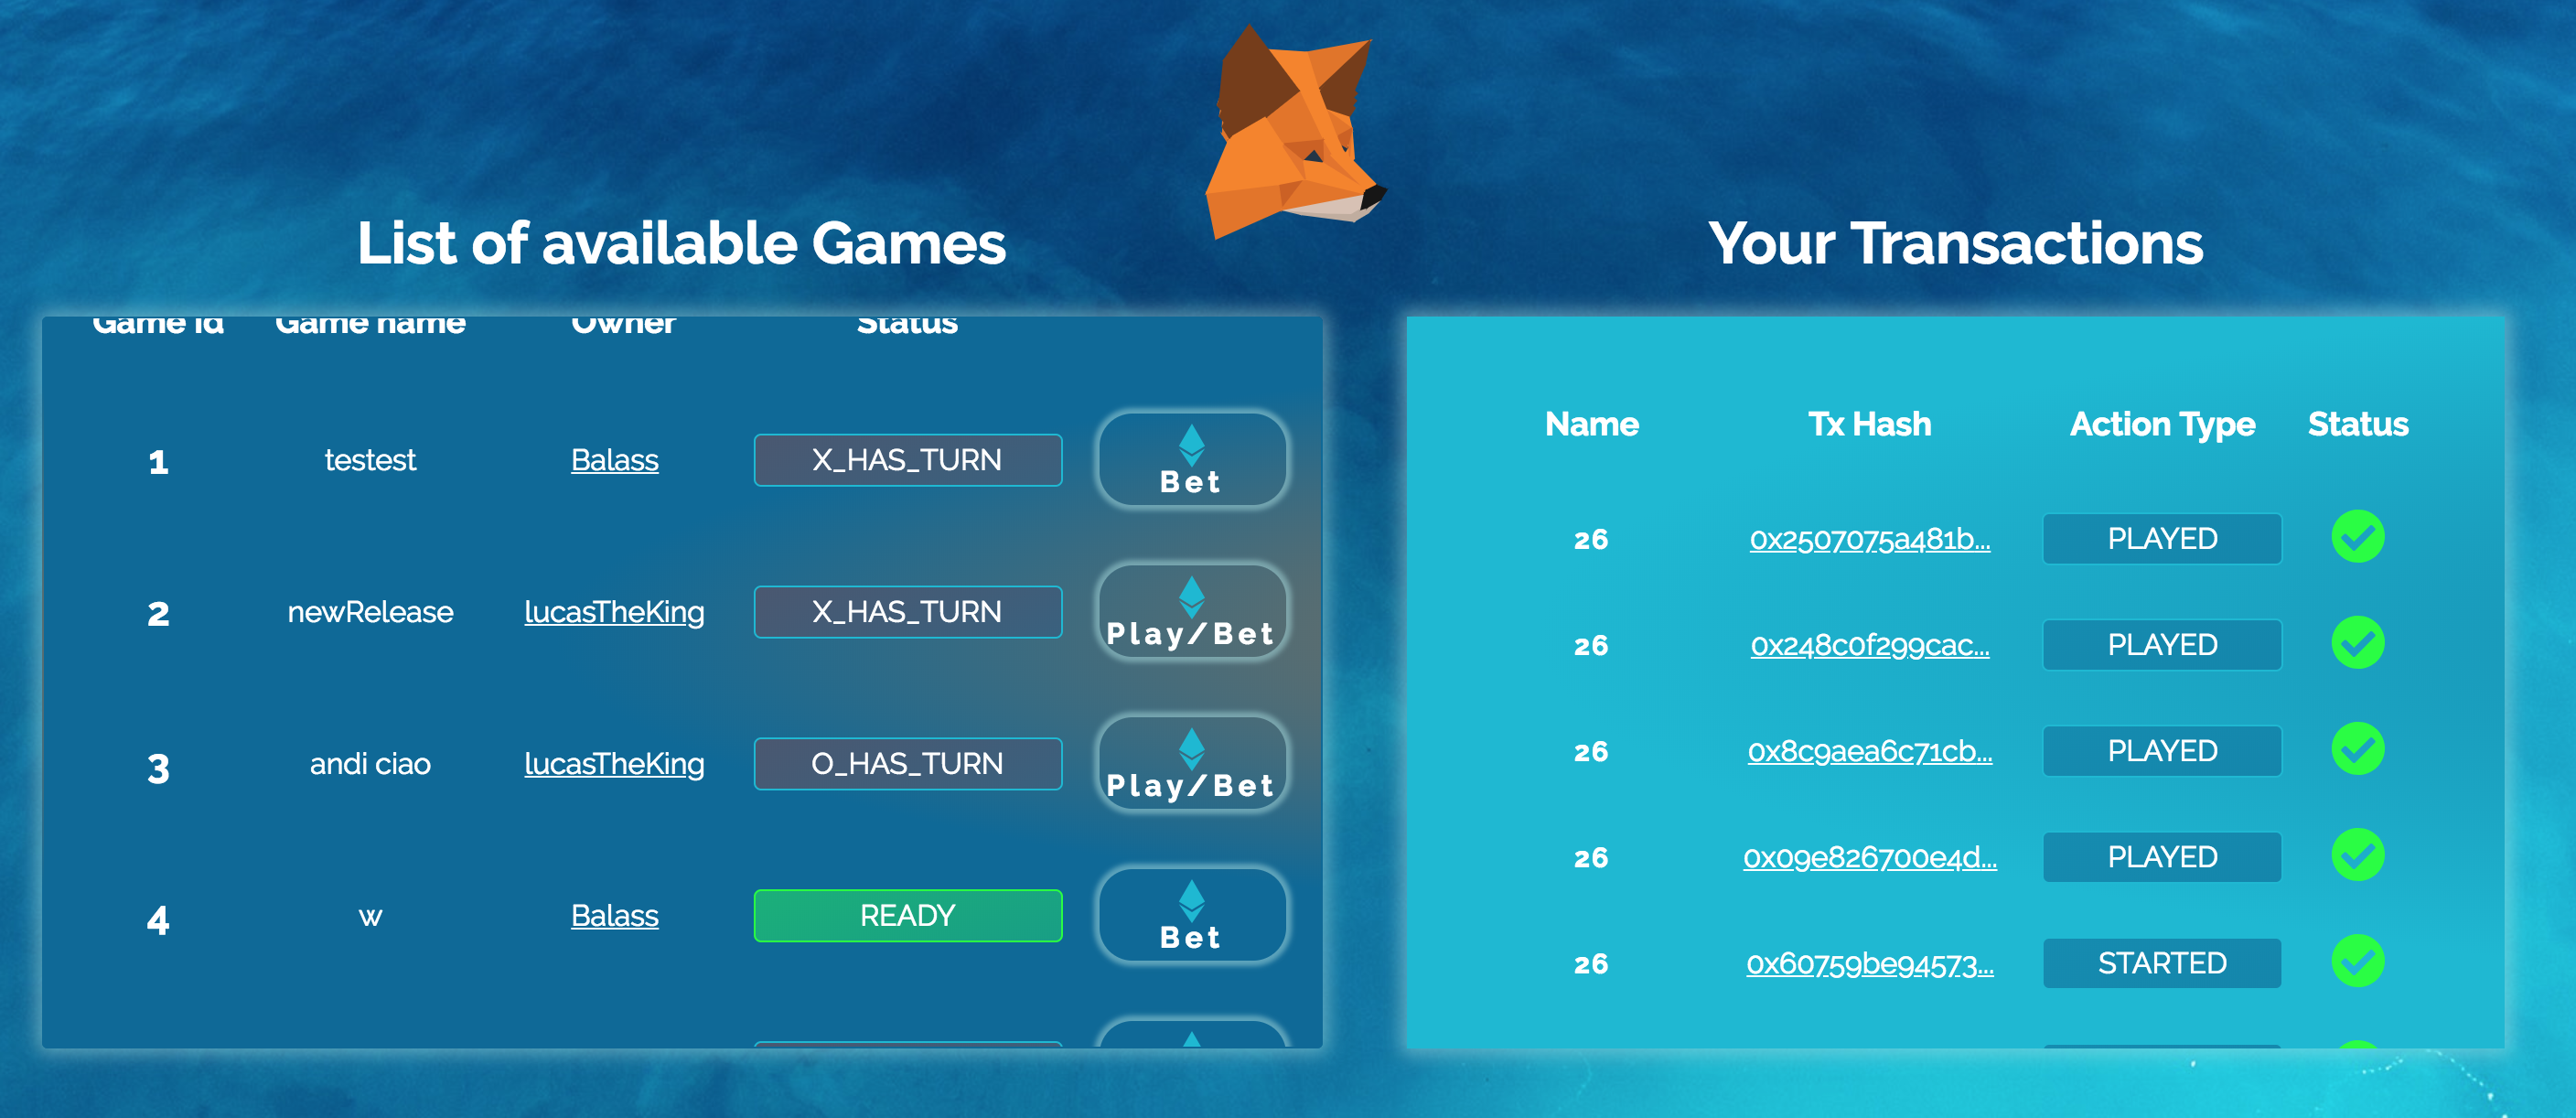 List of available Games
Game id Game name Owner Status
1 testest Balass X_HAS_TURN Bet
2 newRelease lucasTheKing X_HAS_TURN Play/Bet
3 andi ciao lucasTheKing O_HAS_TURN Play/Bet
4 w Balass READY Bet
Your Transactions
Name Tx Hash Action Type Status
26 0x2507075a481b... PLAYED
26 0x248c0f299cac... PLAYED
26 0x8c9aea6c71cb... PLAYED
26 0x09e826700e4d... PLAYED
26 0x60759be94573... STARTED